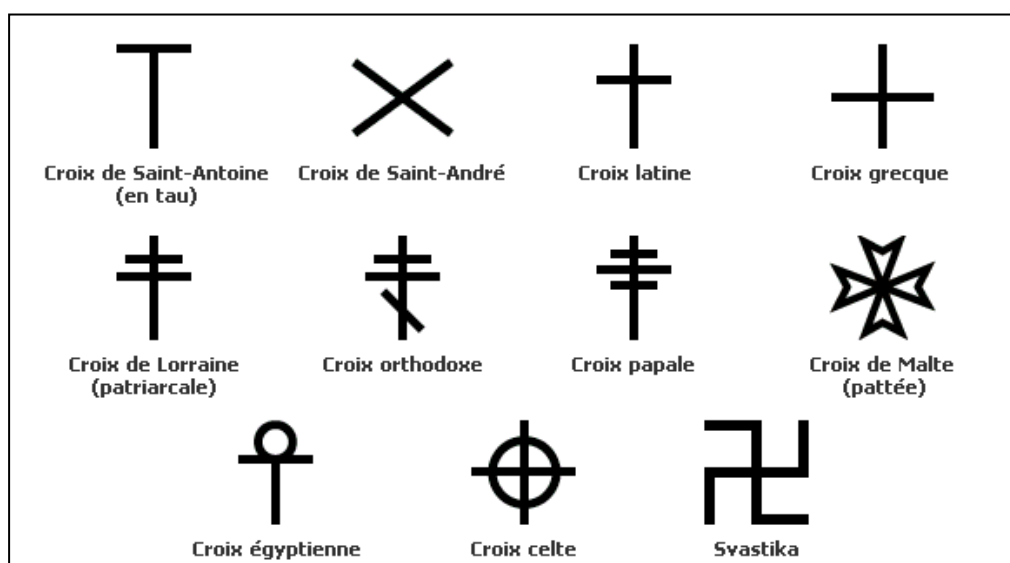 Croix de Saint-Antoine
(en tau)
Croix de Saint-André
Croix latine
Croix grecque
Croix de Lorraine
(patriarcale)
Croix orthodoxe
Croix papale
Croix de Malte
(pattée)
Croix égyptienne
Croix celte
Svastika